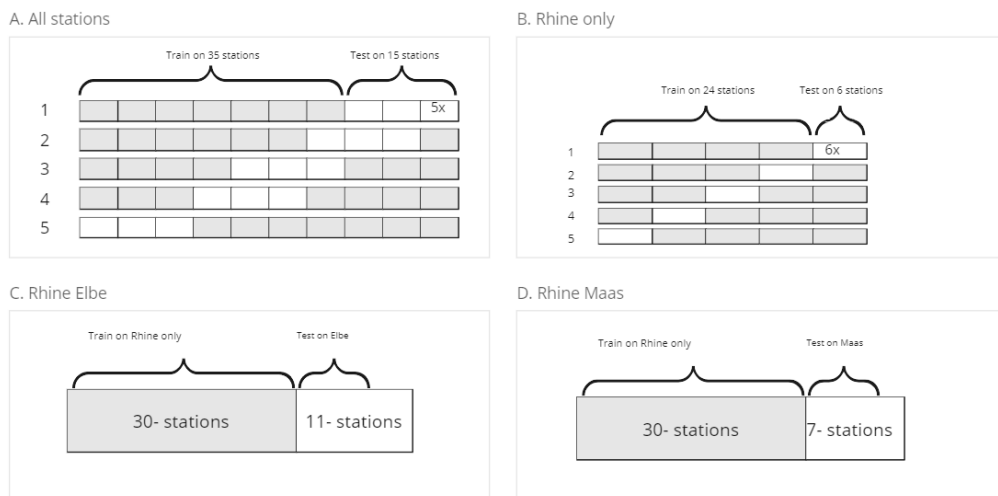 A. All stations
Train on 35 stations
Test on 15 stations
1
5x
2
3
4
5
B. Rhine only
Train on 24 stations
Test on 6 stations
1
6x
2
3
4
5
C. Rhine Elbe
Train on Rhine only
Test on Elbe
30- stations
11- stations
D. Rhine Maas
Train on Rhine only
Test on Maas
30- stations
7- stations